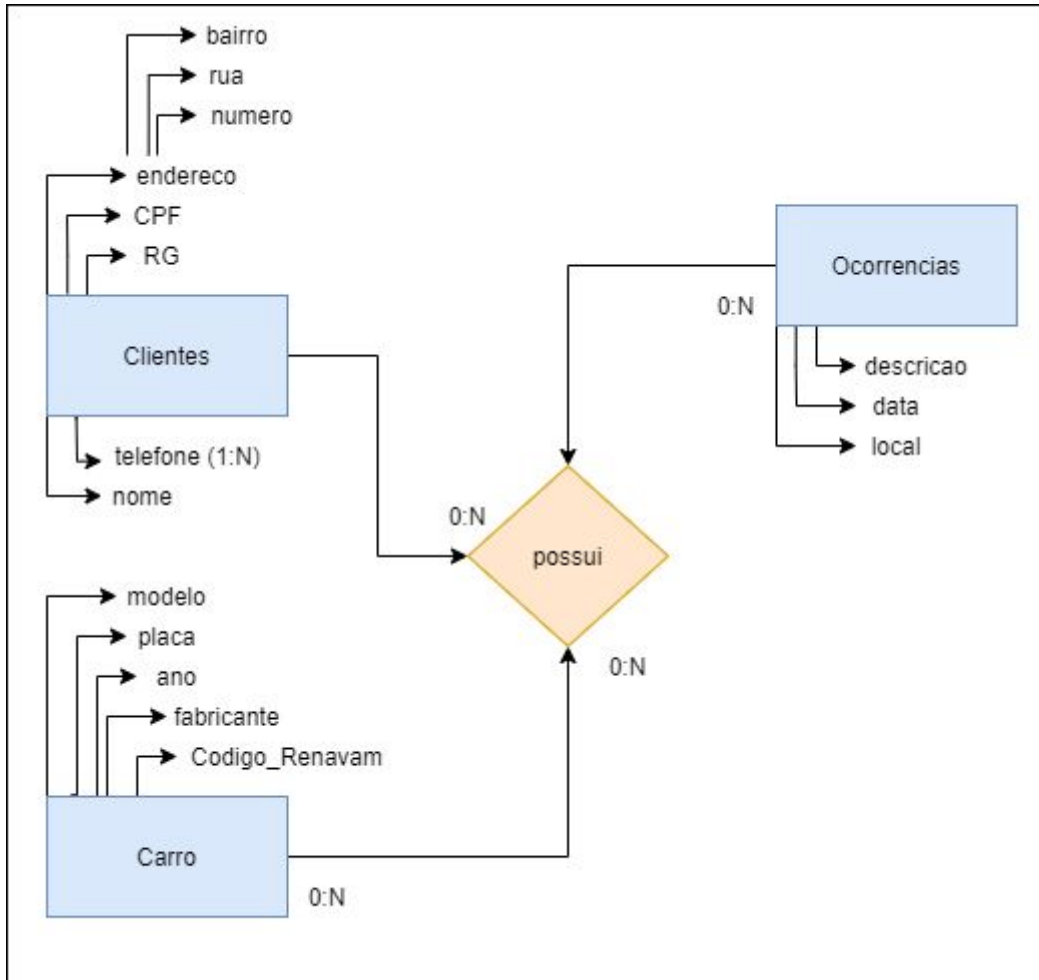 bairro
rua
numero
endereco
CPF
RG
Clientes
telefone (1:N)
nome
Ocorrencias
0:N
descricao
data
local
0:N
possui
0:N
modelo
placa
ano
fabricante
Codigo_Renavam
Carro
0:N